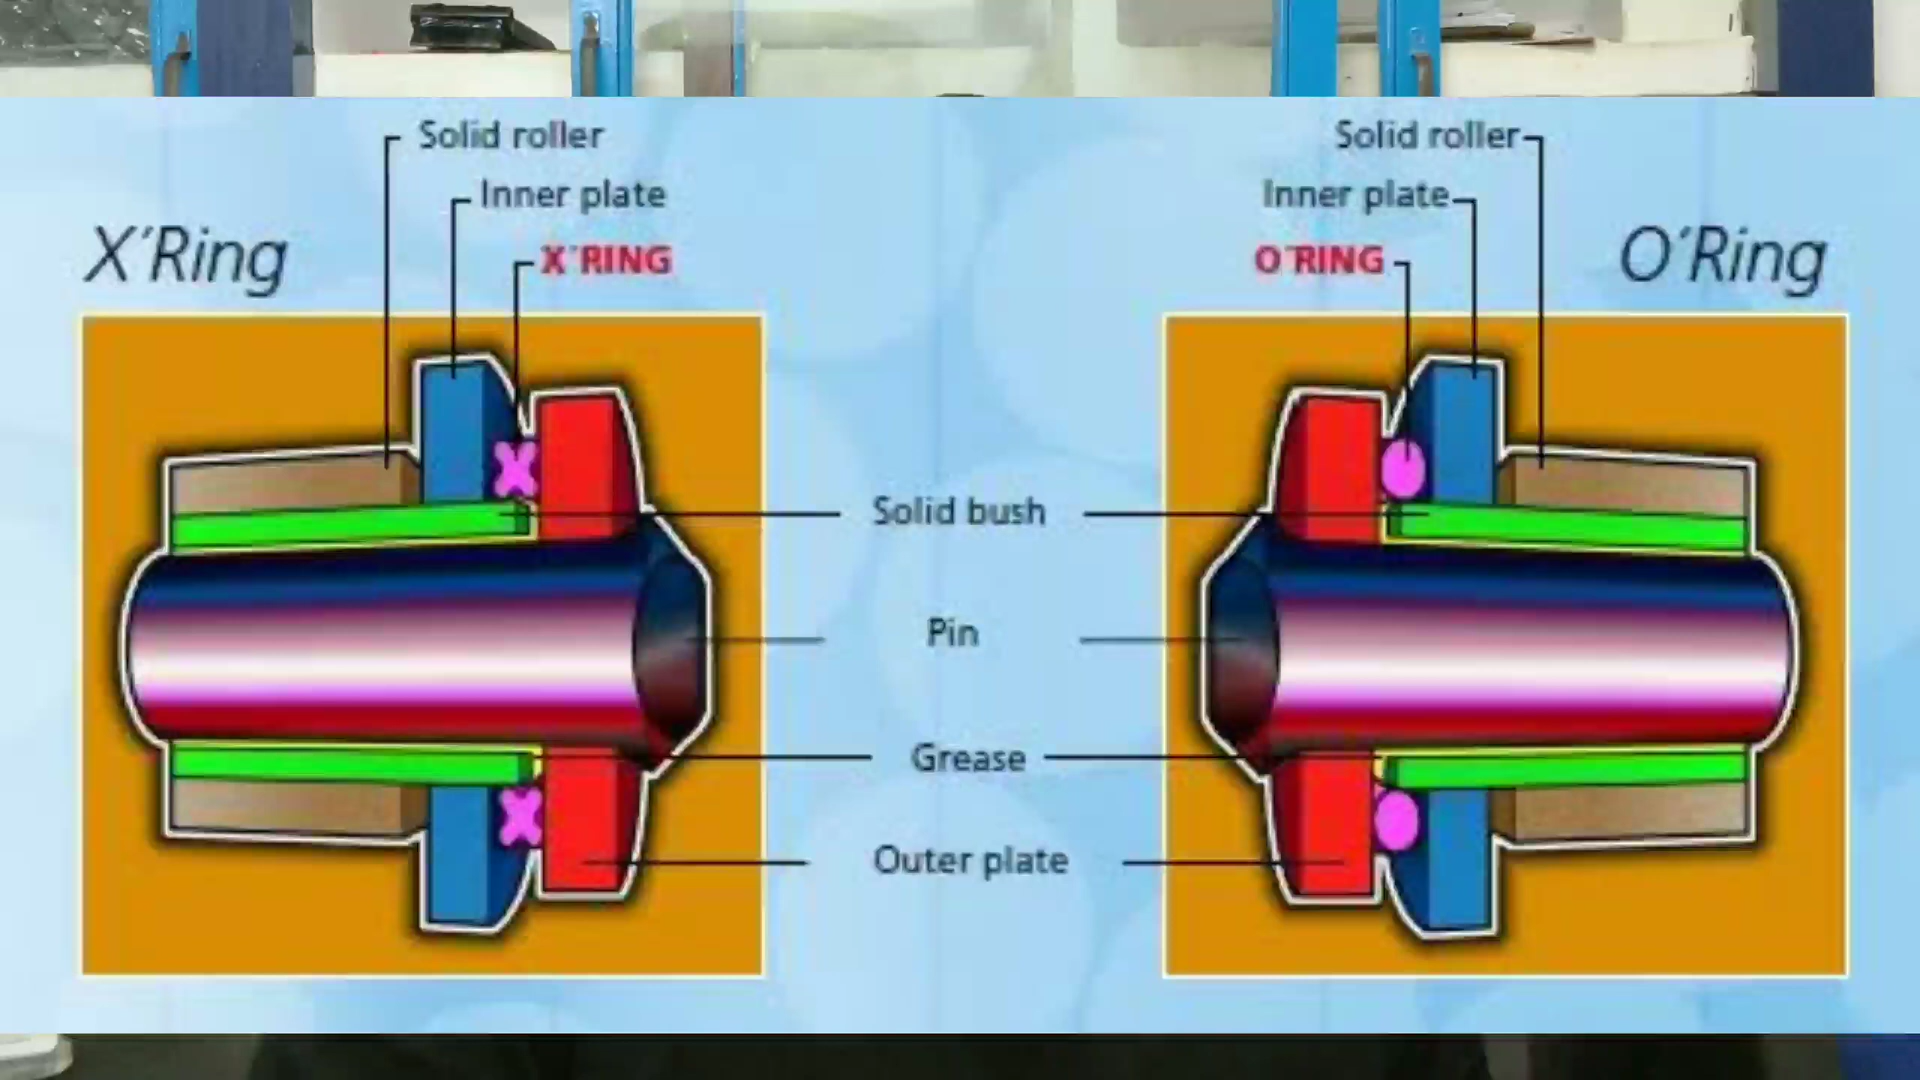 Solid roller
Inner plate
X´RING
X´Ring
Solid roller
Inner plate
O´RING
O´Ring
Solid bush
Pin
Grease
Outer plate